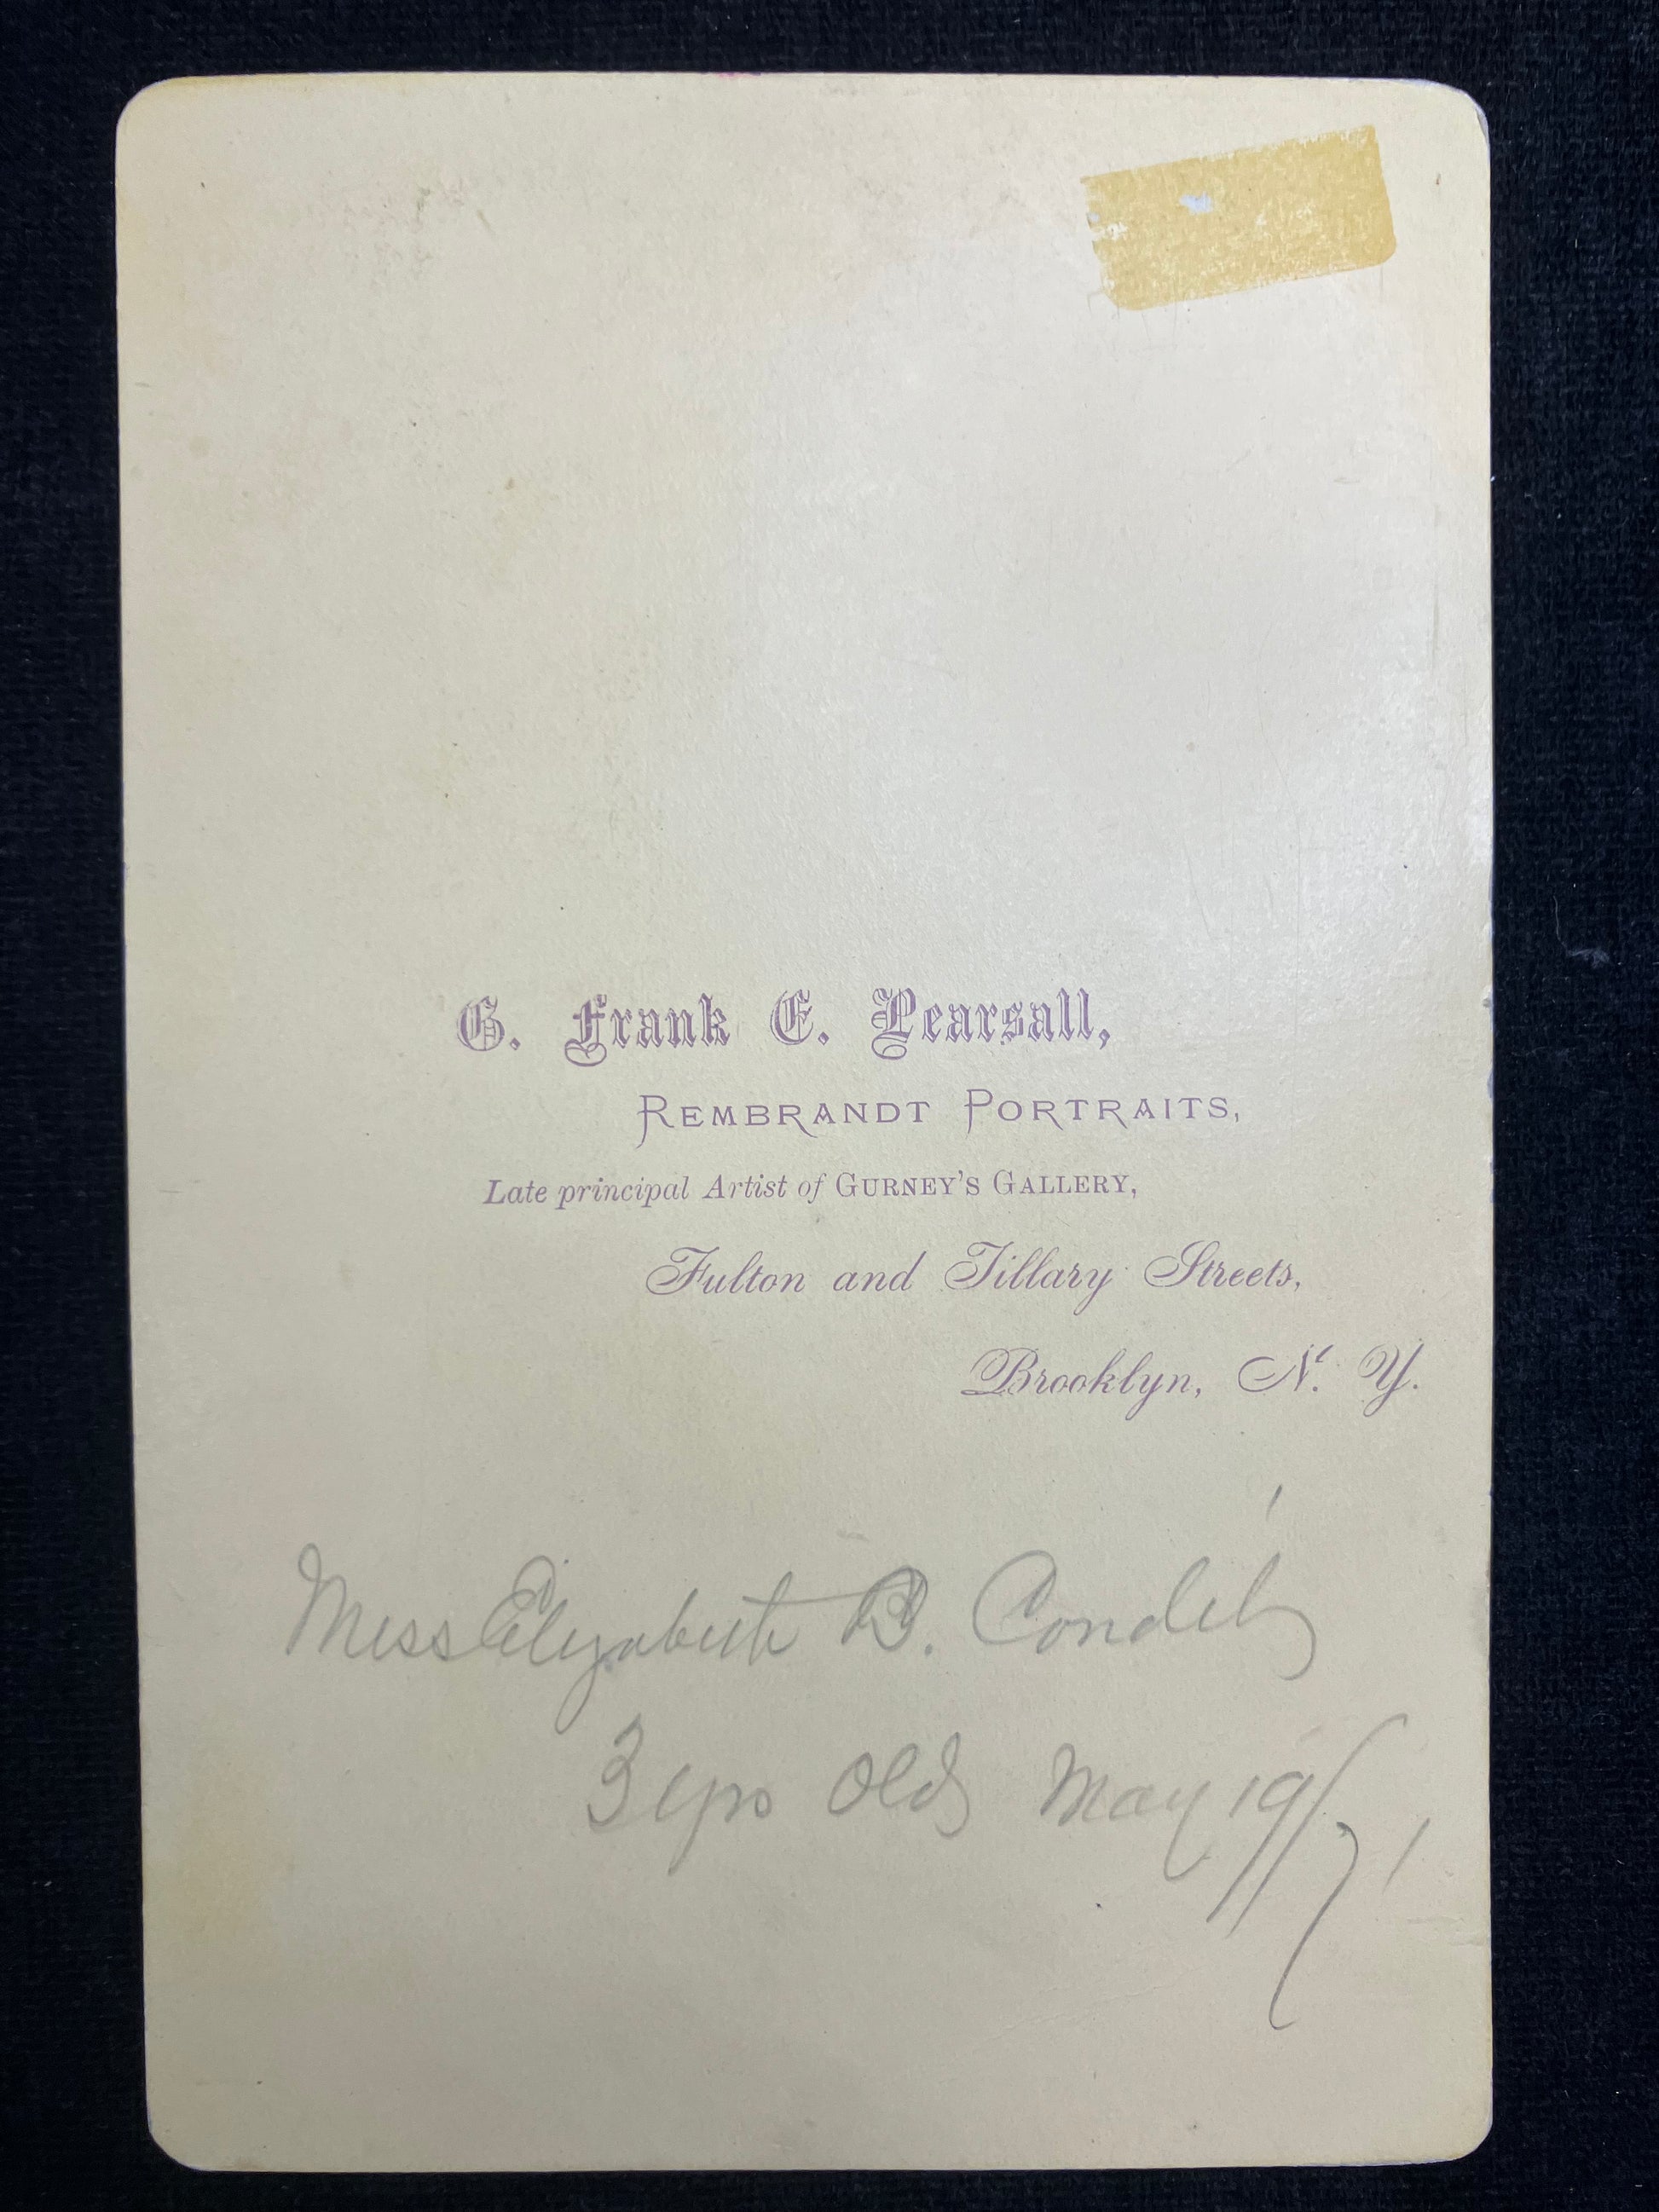 G. Frank E. Pearsall,
REMBRANDT PORTRAITS,
Late principal Artist of GURNEY'S GALLERY,
Fulton and Tillary Streets,
Brooklyn, N. Y.
Miss Elizabeth B.
3 yrs old May 19/71